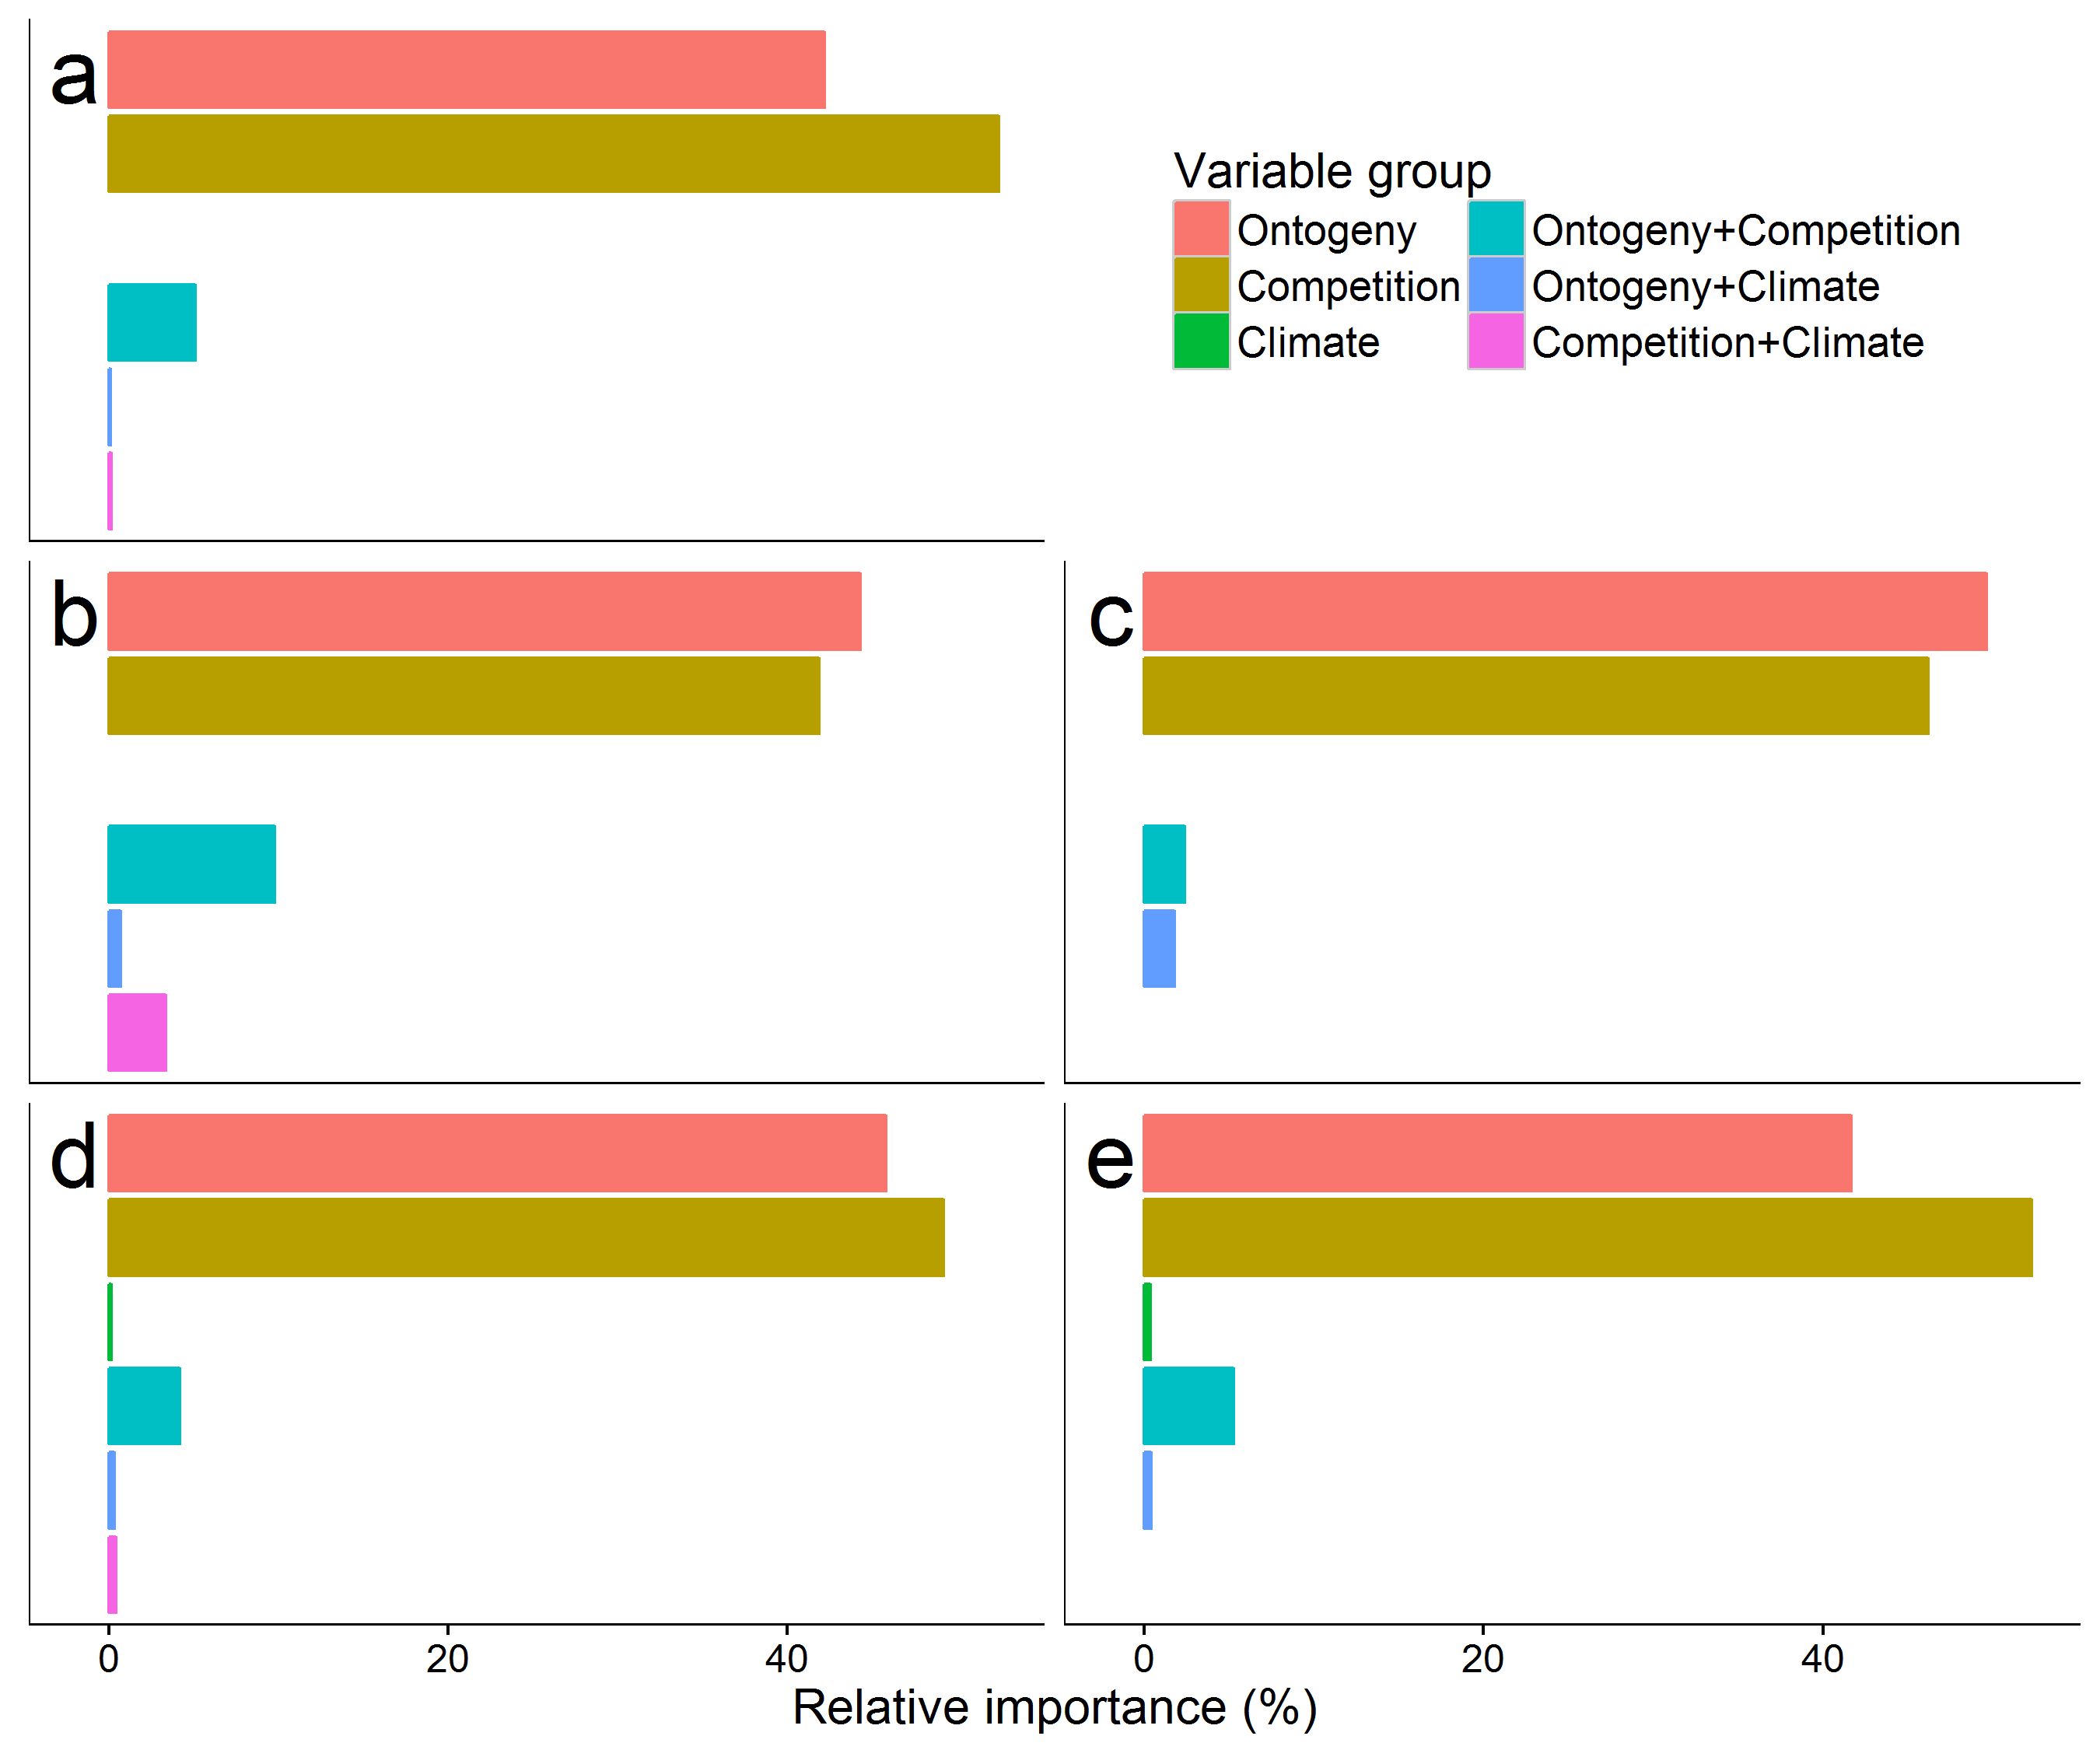 a
Variable group
Ontogeny Ontogeny+Competition
Competition Ontogeny+Climate
Climate Competition+Climate
b c
d e
0 20 40 0 20 40
Relative importance (%)